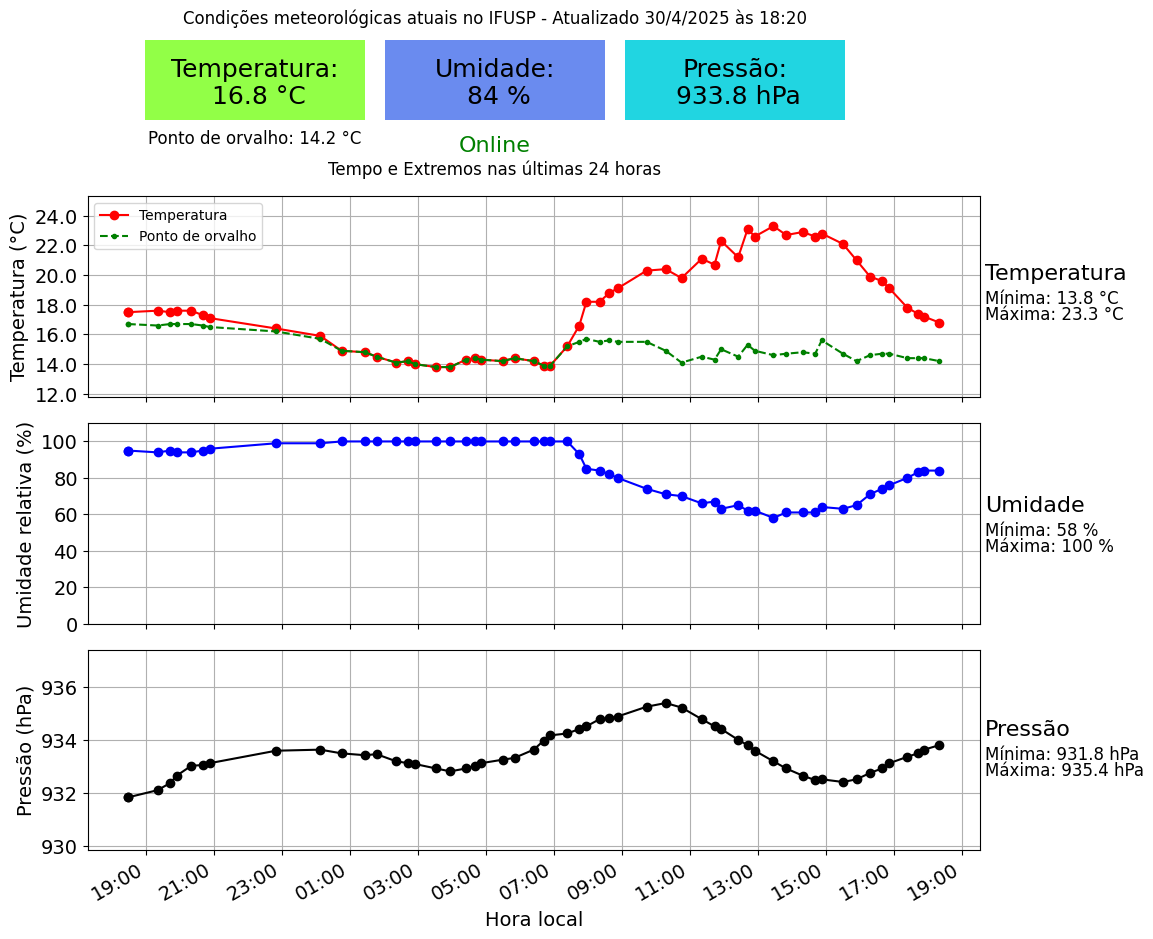 Condições meteorológicas atuais no IFUSP - Atualizado 30/4/2025 às 18:20
Temperatura:
16.8 °C
Umidade:
84 %
Pressão:
933.8 hPa
Ponto de orvalho: 14.2 °C
Online
Tempo e Extremos nas últimas 24 horas
Temperatura (°C)
24.0
22.0
20.0
18.0
16.0
14.0
12.0
Temperatura
Ponto de orvalho
Temperatura
Mínima: 13.8 °C
Máxima: 23.3 °C
Umidade relativa (%)
100
80
60
40
20
0
Umidade
Mínima: 58 %
Máxima: 100 %
Pressão (hPa)
936
934
932
930
Pressão
Mínima: 931.8 hPa
Máxima: 935.4 hPa
19:00
21:00
23:00
01:00
03:00
05:00
07:00
09:00
11:00
13:00
15:00
17:00
19:00
Hora local